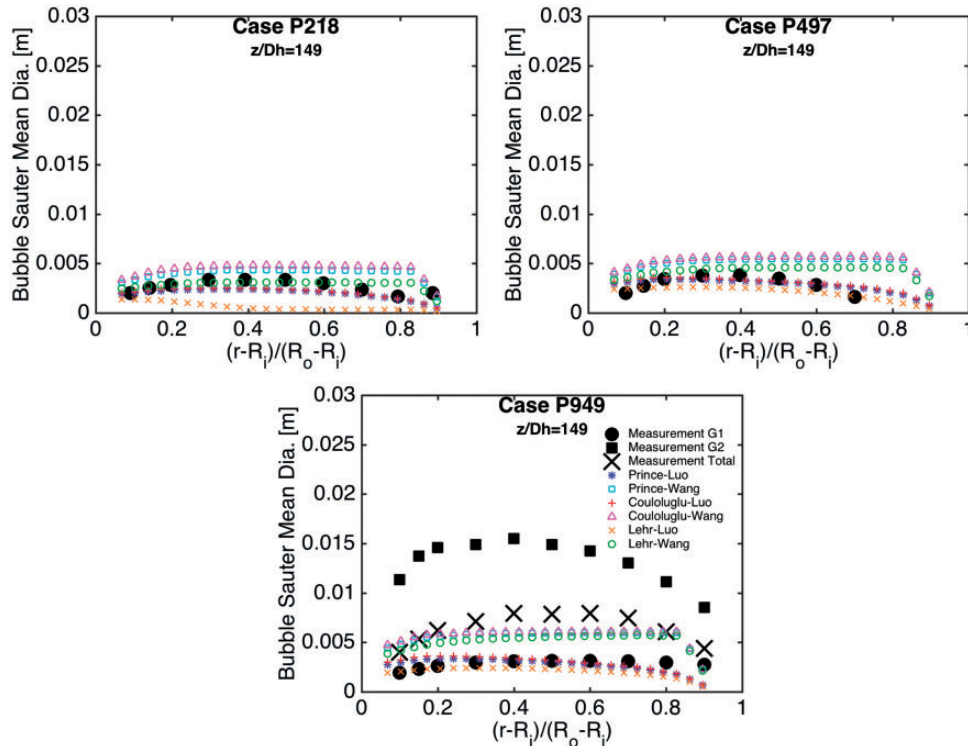 Case P218
z/Dh=149
Bubble Sauter Mean Dia. [m]
0.03
0.025
0.02
0.015
0.01
0.005
0
0 0.2 0.4 0.6 0.8 1
(r-Ri)/(Ro-Ri)
Case P497
z/Dh=149
Bubble Sauter Mean Dia. [m]
0.03
0.025
0.02
0.015
0.01
0.005
0
0 0.2 0.4 0.6 0.8 1
(r-Ri)/(Ro-Ri)
Case P949
z/Dh=149
Bubble Sauter Mean Dia. [m]
0.03
0.025
0.02
0.015
0.01
0.005
0
Measurement G1
Measurement G2
Measurement Total
Prince-Luo
Prince-Wang
Couloluglu-Luo
Couloluglu-Wang
Lehr-Luo
Lehr-Wang
0 0.2 0.4 0.6 0.8 1
(r-Ri)/(Ro-Ri)